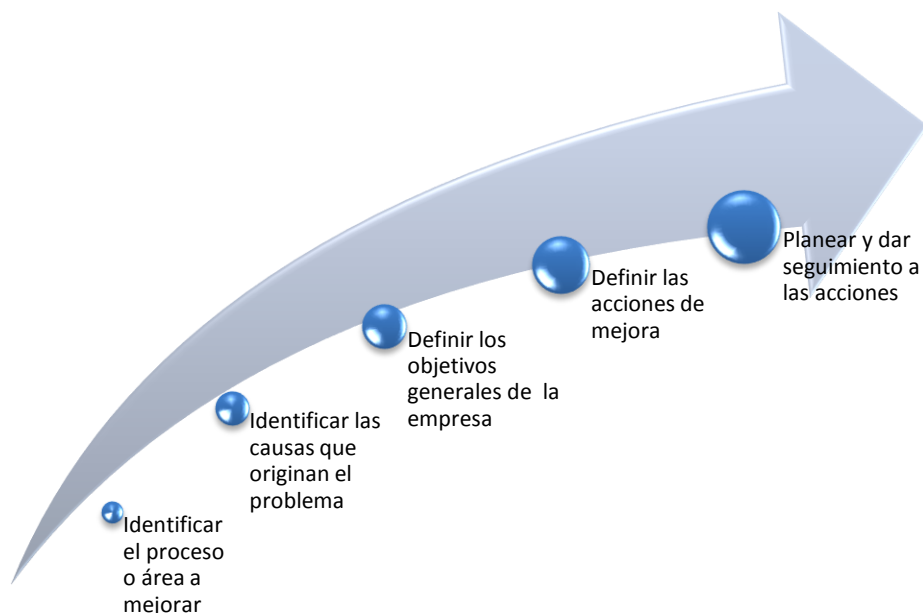 Identificar
el proceso
o área a
mejorar
Identificar las
causas que
originan el
problema
Definir los
objetivos
generales de la
empresa
Definir las
acciones de
mejora
Planear y dar
seguimiento a
las acciones